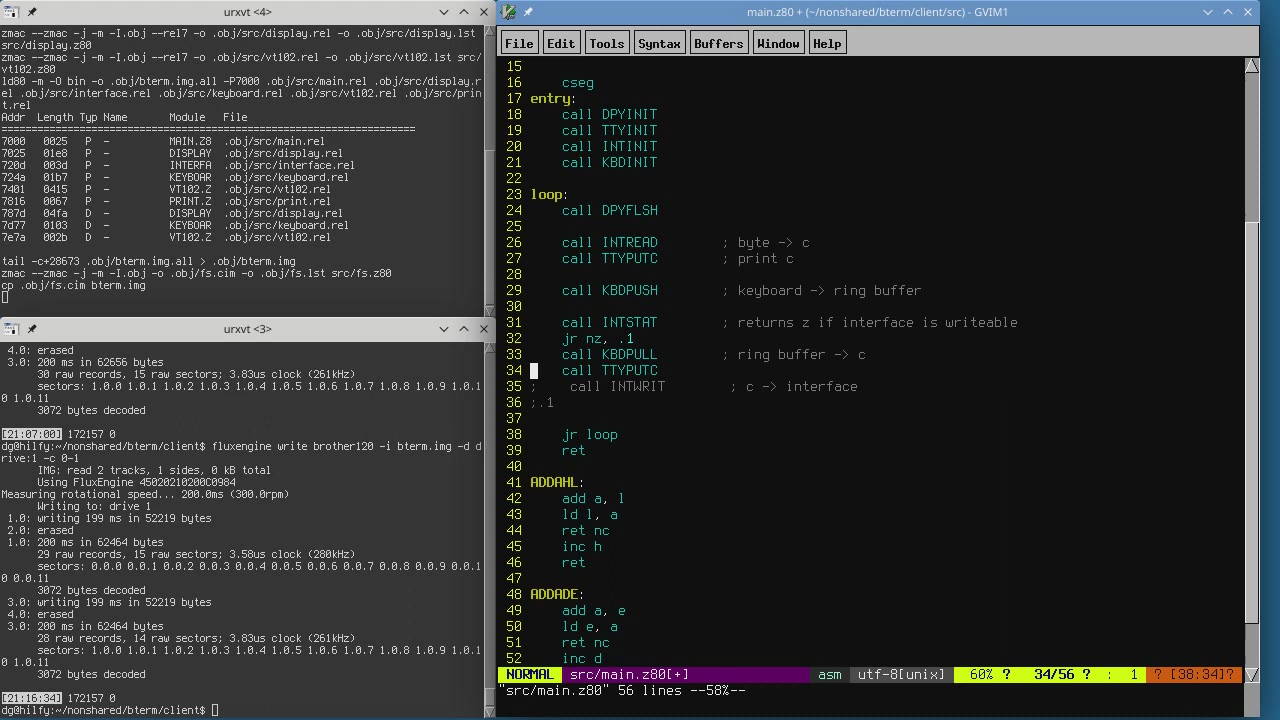 urxvt <4>
zmac --zmac -j -m -I.obj --rel7 -o .obj/src/display.rel -o .obj/src/display.lst
src/display.z80
zmac --zmac -j -m -I.obj --rel7 -o .obj/src/vt102.rel -o .obj/src/vt102.lst src/
vt102.z80
ld80 -m -O bin -o .obj/bterm.img.all -P7000 .obj/src/main.rel .obj/src/display.r
el .obj/src/interface.rel .obj/src/keyboard.rel .obj/src/vt102.rel .obj/src/prin
t.rel
Addr Length Typ Name Module File
=====================================================================
7000 0025 P - MAIN.Z8 .obj/src/main.rel
7025 01e8 P - DISPLAY .obj/src/display.rel
720d 003d P - INTERFA .obj/src/interface.rel
724a 01b7 P - KEYBOAR .obj/src/keyboard.rel
7401 0415 P - VT102.Z .obj/src/vt102.rel
7816 0067 P - PRINT.Z .obj/src/print.rel
787d 04fa D - DISPLAY .obj/src/display.rel
7d77 0103 D - KEYBOAR .obj/src/keyboard.rel
7e7a 002b D - VT102.Z .obj/src/vt102.rel
tail -c+28673 .obj/bterm.img.all > .obj/bterm.img
zmac --zmac -j -m -I.obj -o .obj/fs.cim -o .obj/fs.lst src/fs.z80
cp .obj/fs.cim bterm.img
urxvt <3>
4.0: erased
3.0: 200 ms in 62656 bytes
30 raw records, 15 raw sectors; 3.83us clock (261kHz)
sectors: 1.0.0 1.0.1 1.0.2 1.0.3 1.0.4 1.0.5 1.0.6 1.0.7 1.0.8 1.0.9 1.0.1
0 1.0.11
3072 bytes decoded
[21:07:00] 172157 0
dg@hilfy:~/nonshared/bterm/client$ fluxengine write brother120 -i bterm.img -d d
rive:1 -c 0-1
IMG: read 2 tracks, 1 sides, 0 kB total
Using FluxEngine 45020210200C0984
Measuring rotational speed... 200.0ms (300.0rpm)
Writing to: drive 1
1.0: writing 199 ms in 52219 bytes
2.0: erased
1.0: 200 ms in 62464 bytes
29 raw records, 15 raw sectors; 3.58us clock (280kHz)
sectors: 0.0.0 0.0.1 0.0.2 0.0.3 0.0.4 0.0.5 0.0.6 0.0.7 0.0.8 0.0.9 0.0.1
0 0.0.11
3072 bytes decoded
3.0: writing 199 ms in 52219 bytes
4.0: erased
3.0: 200 ms in 62464 bytes
28 raw records, 14 raw sectors; 3.83us clock (261kHz)
sectors: 1.0.0 1.0.1 1.0.2 1.0.3 1.0.4 1.0.5 1.0.6 1.0.7 1.0.8 1.0.9 1.0.1
0 1.0.11
3072 bytes decoded
[21:16:34] 172157 0
dg@hilfy:~/nonshared/bterm/client$
main.z80 + (~/nonshared/bterm/client/src) - GVIM1
File Edit Tools Syntax Buffers Window Help
15
16 cseg
17 entry:
18 call DPYINIT
19 call TTYINIT
20 call INTINIT
21 call KBDINIT
22
23 loop:
24 call DPYFLSH
25
26 call INTREAD ; byte -> c
27 call TTYPUTC ; print c
28
29 call KBDPUSH ; keyboard -> ring buffer
30
31 call INTSTAT ; returns z if interface is writeable
32 jr nz, .1
33 call KBDPULL ; ring buffer -> c
34 call TTYPUTC
35 ; call INTWRIT ; c -> interface
36 ;.1
37
38 jr loop
39 ret
40
41 ADDAHL:
42 add a, l
43 ld l, a
44 ret nc
45 inc h
46 ret
47
48 ADDADE:
49 add a, e
50 ld e, a
51 ret nc
52 inc d
NORMAL src/main.z80[+] asm utf-8[unix] 60% ? 34/56 ? : 1 ? [38:34]?
"src/main.z80" 56 lines --58%--